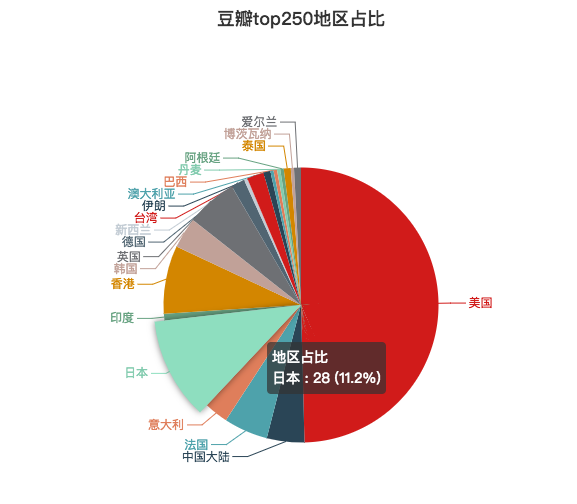 豆瓣top250地区占比
爱尔兰
博茨瓦纳
泰国
阿根廷
丹麦
巴西
澳大利亚
伊朗
台湾
新西兰
德国
英国
韩国
香港
美国
印度
地区占比
日本 : 28 (11.2%)
日本
意大利
法国
中国大陆